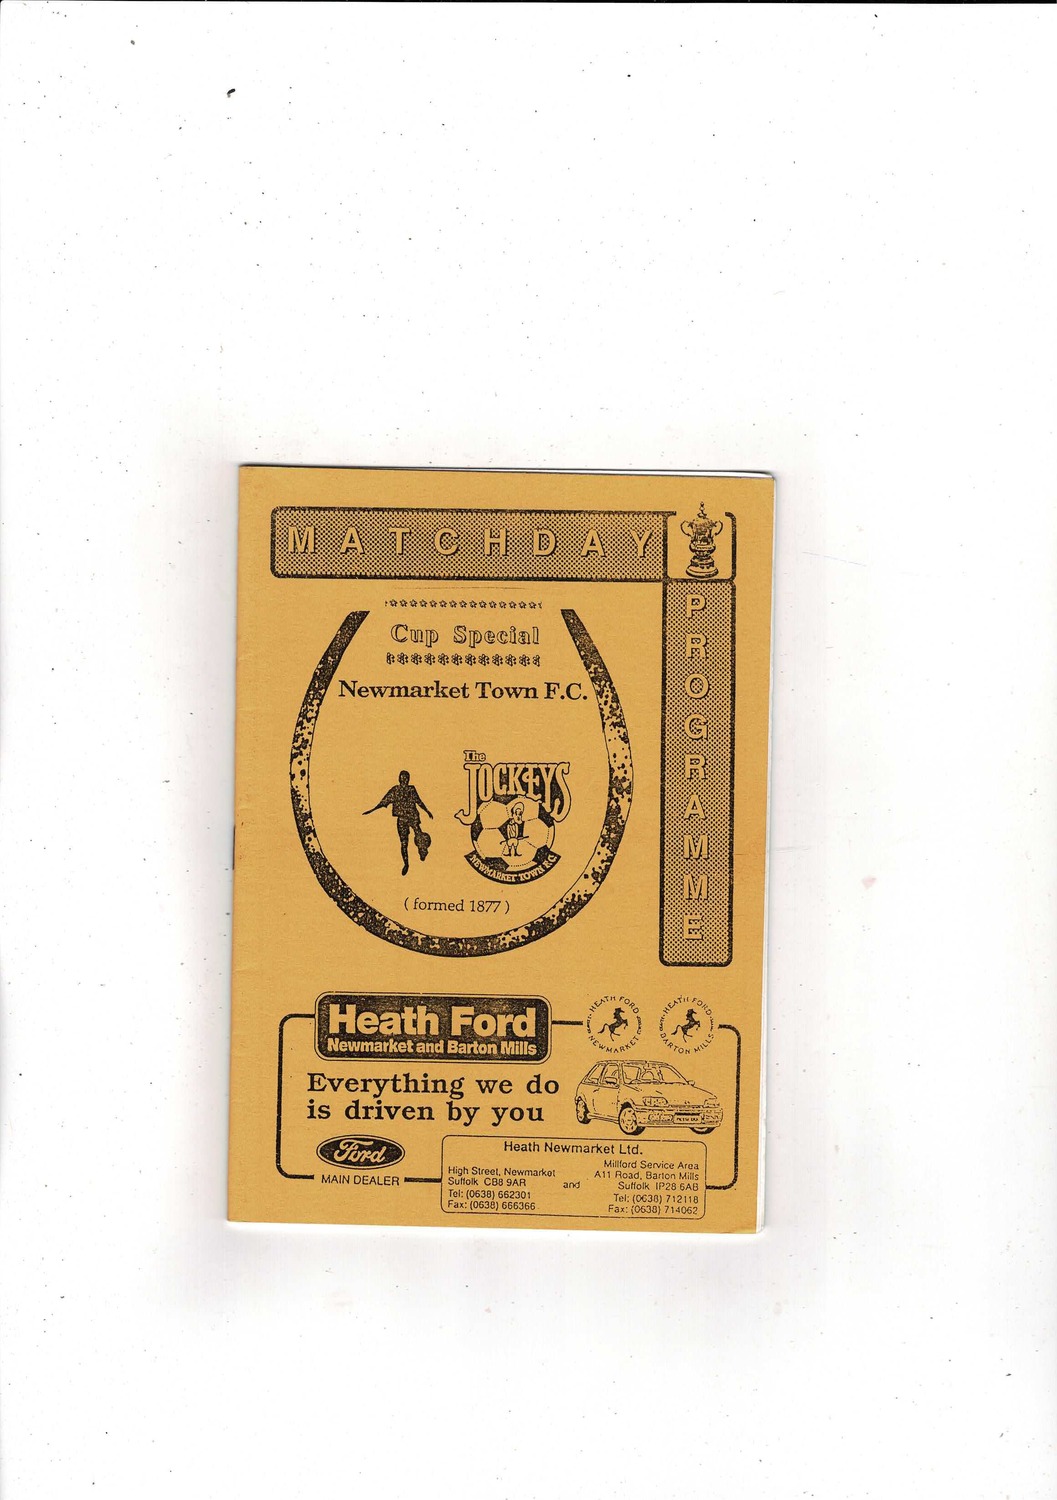 MATCHDAY
PROGRAMME
Cup Special
Newmarket Town F.C.
The
JOCKEYS
NEWMARKET TOWN F.C.
( formed 1877 )
Heath Ford
Newmarket and Barton Mills
HEATH FORD
NEWMARKET
HEATH FORD
BARTON MILLS
Everything we do
is driven by you
Ford
MAIN DEALER
Heath Newmarket Ltd.
High Street, Newmarket
Suffolk CB8 9AR
Tel: (0638) 662301
Fax: (0638) 666366
and
Millford Service Area
A11 Road, Barton Mills
Suffolk IP28 6AB
Tel: (0638) 712118
Fax: (0638) 714062